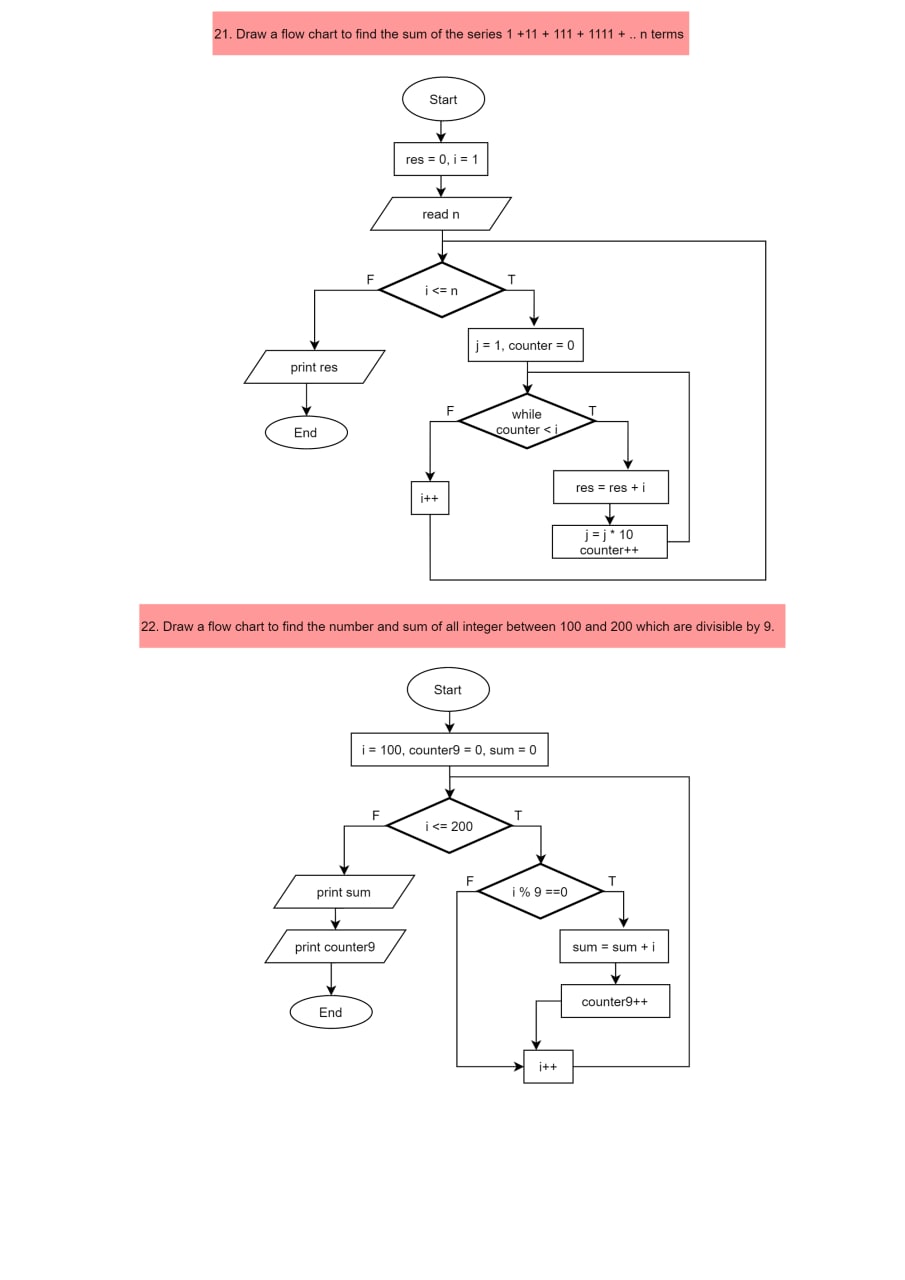 21. Draw a flow chart to find the sum of the series 1 +11 + 111 + 1111 + .. n terms
Start
res = 0, i = 1
read n
F
T
i <= n
j = 1, counter = 0
print res
F
T
while
counter < i
End
res = res + i
i++
j = j * 10
counter++
22. Draw a flow chart to find the number and sum of all integer between 100 and 200 which are divisible by 9.
Start
i = 100, counter9 = 0, sum = 0
F
T
i <= 200
F
T
print sum
i % 9 ==0
print counter9
sum = sum + i
counter9++
End
i++